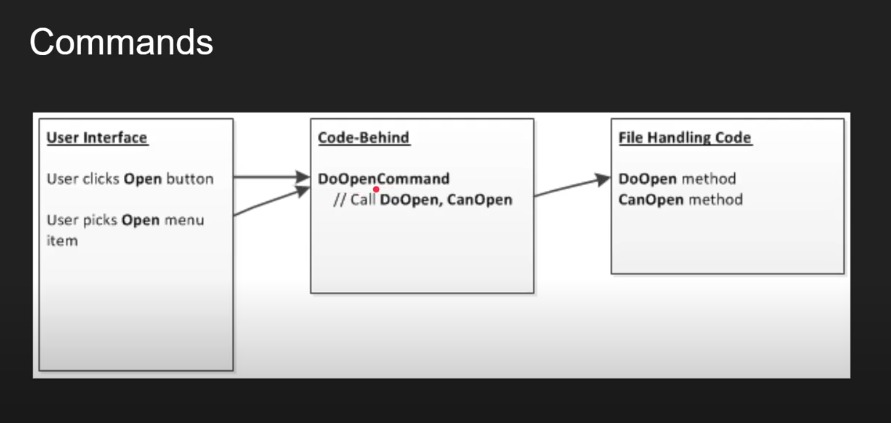 Commands
User Interface
User clicks Open button
User picks Open menu
item
Code-Behind
DoOpenCommand
// Call DoOpen, CanOpen
File Handling Code
DoOpen method
CanOpen method